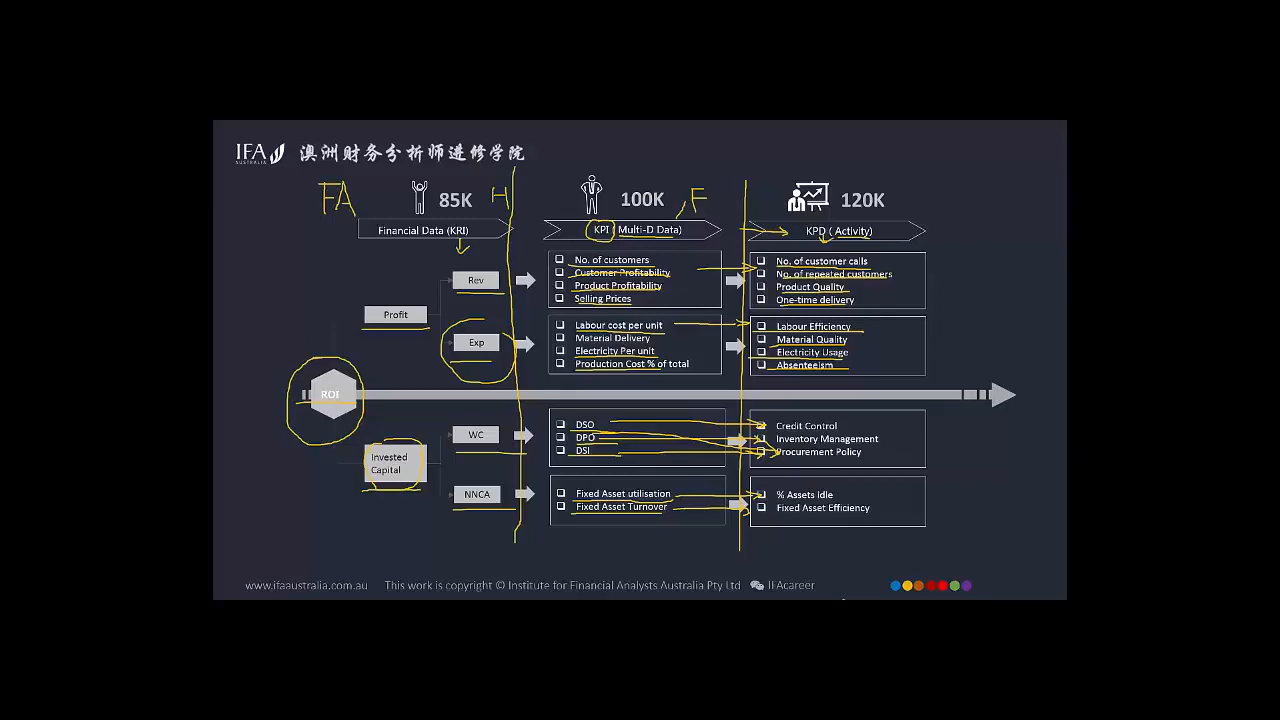 IFA AUSTRALIA 澳洲财务分析师进修学院
FA 85K H 100K , F 120K
Financial Data (KRI) KPI ( Multi-D Data) KPD ( Activity)
Rev
Profit
Exp
ROI
WC
Invested
Capital
NNCA
No. of customers
Customer Profitability
Product Profitability
Selling Prices
Labour cost per unit
Material Delivery
Electricity Per unit
Production Cost % of total
DSO
DPO
DSI
Fixed Asset utilisation
Fixed Asset Turnover
No. of customer calls
No. of repeated customers
Product Quality
One-time delivery
Labour Efficiency
Material Quality
Electricity Usage
Absenteeism
Credit Control
Inventory Management
Procurement Policy
% Assets Idle
Fixed Asset Efficiency
www.ifaaustralia.com.au This work is copyright © Institute for Financial Analysts Australia Pty Ltd IFAcareer